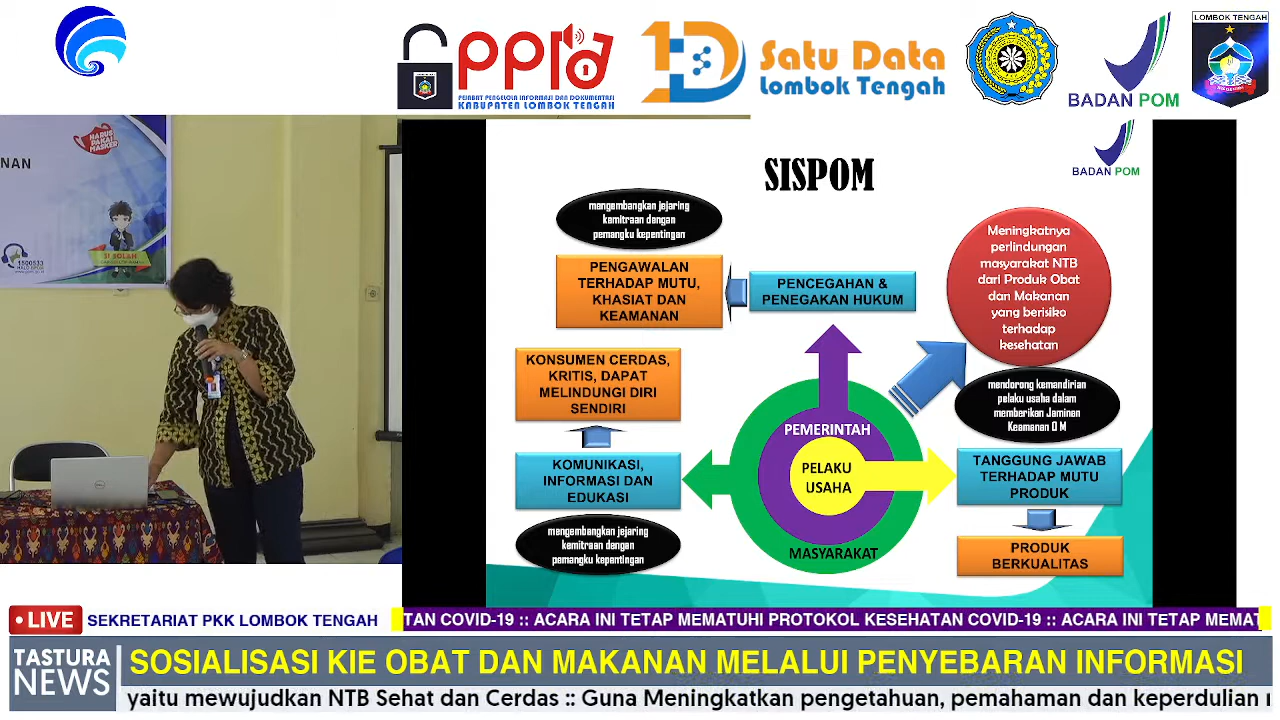 PPID
PEJABAT PENGELOLA INFORMASI DAN DOKUMENTASI
KABUPATEN LOMBOK TENGAH
Satu Data
Lombok Tengah
BADAN POM
LOMBOK TENGAH
HARUS
PAKAI
MASKER
NAN
1500533
BADAN POM
SISPOM
mengembangkan jejaring
kemitraan dengan
pemangku kepentingan
PENGAWALAN
TERHADAP MUTU,
KHASIAT DAN
KEAMANAN
PENCEGAHAN &
PENEGAKAN HUKUM
Meningkatnya
perlindungan
masyarakat NTB
dari Produk Obat
dan Makanan
yang berisiko
terhadap
kesehatan
KONSUMEN CERDAS,
KRITIS, DAPAT
MELINDUNGI DIRI
SENDIRI
mendorong kemandirian
pelaku usaha dalam
memberikan Jaminan
Keamanan O M
PEMERINTAH
PELAKU
USAHA
MASYARAKAT
KOMUNIKASI,
INFORMASI DAN
EDUKASI
TANGGUNG JAWAB
TERHADAP MUTU
PRODUK
mengembangkan jejaring
kemitraan dengan
pemangku kepentingan
PRODUK
BERKUALITAS
• LIVE
SEKRETARIAT PKK LOMBOK TENGAH
TAN COVID-19 :: ACARA INI TETAP MEMATUHI PROTOKOL KESEHATAN COVID-19 :: ACARA INI TETAP MEMAT
TASTURA
NEWS
SOSIALISASI KIE OBAT DAN MAKANAN MELALUI PENYEBARAN INFORMASI
yaitu mewujudkan NTB Sehat dan Cerdas :: Guna Meningkatkan pengetahuan, pemahaman dan keperdulian